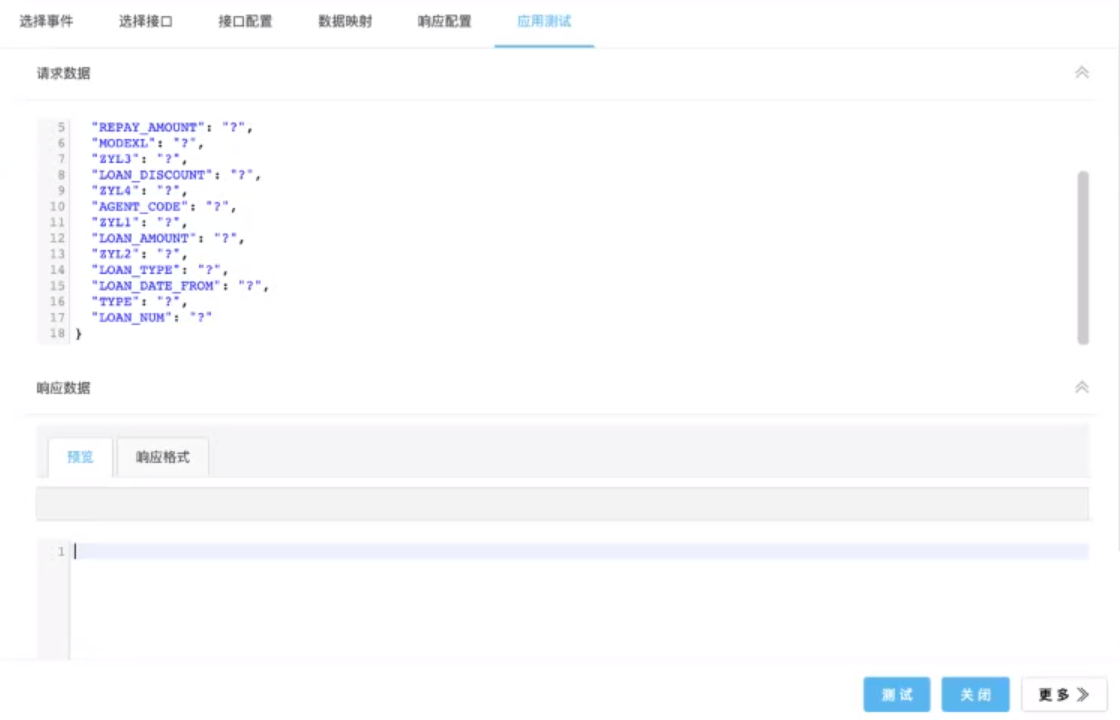 选择事件 选择接口 接口配置 数据映射 响应配置 应用测试
请求数据
5 "REPAY_AMOUNT": "?",
6 "MODEXL": "?",
7 "ZYL3": "?",
8 "LOAN_DISCOUNT": "?",
9 "ZYL4": "?",
10 "AGENT_CODE": "?",
11 "ZYL1": "?",
12 "LOAN_AMOUNT": "?",
13 "ZYL2": "?",
14 "LOAN_TYPE": "?",
15 "LOAN_DATE_FROM": "?",
16 "TYPE": "?",
17 "LOAN_NUM": "?"
18 }
响应数据
预览 响应格式
1
测试 关闭 更多